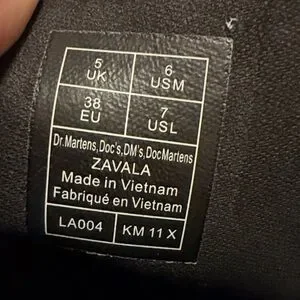 5 6
UK USM
38 7
EU USL
Dr.Martens,Doc's,DM's,DocMartens
ZAVALA
Made in Vietnam
Fabriqué en Vietnam
LA004 KM 11 X